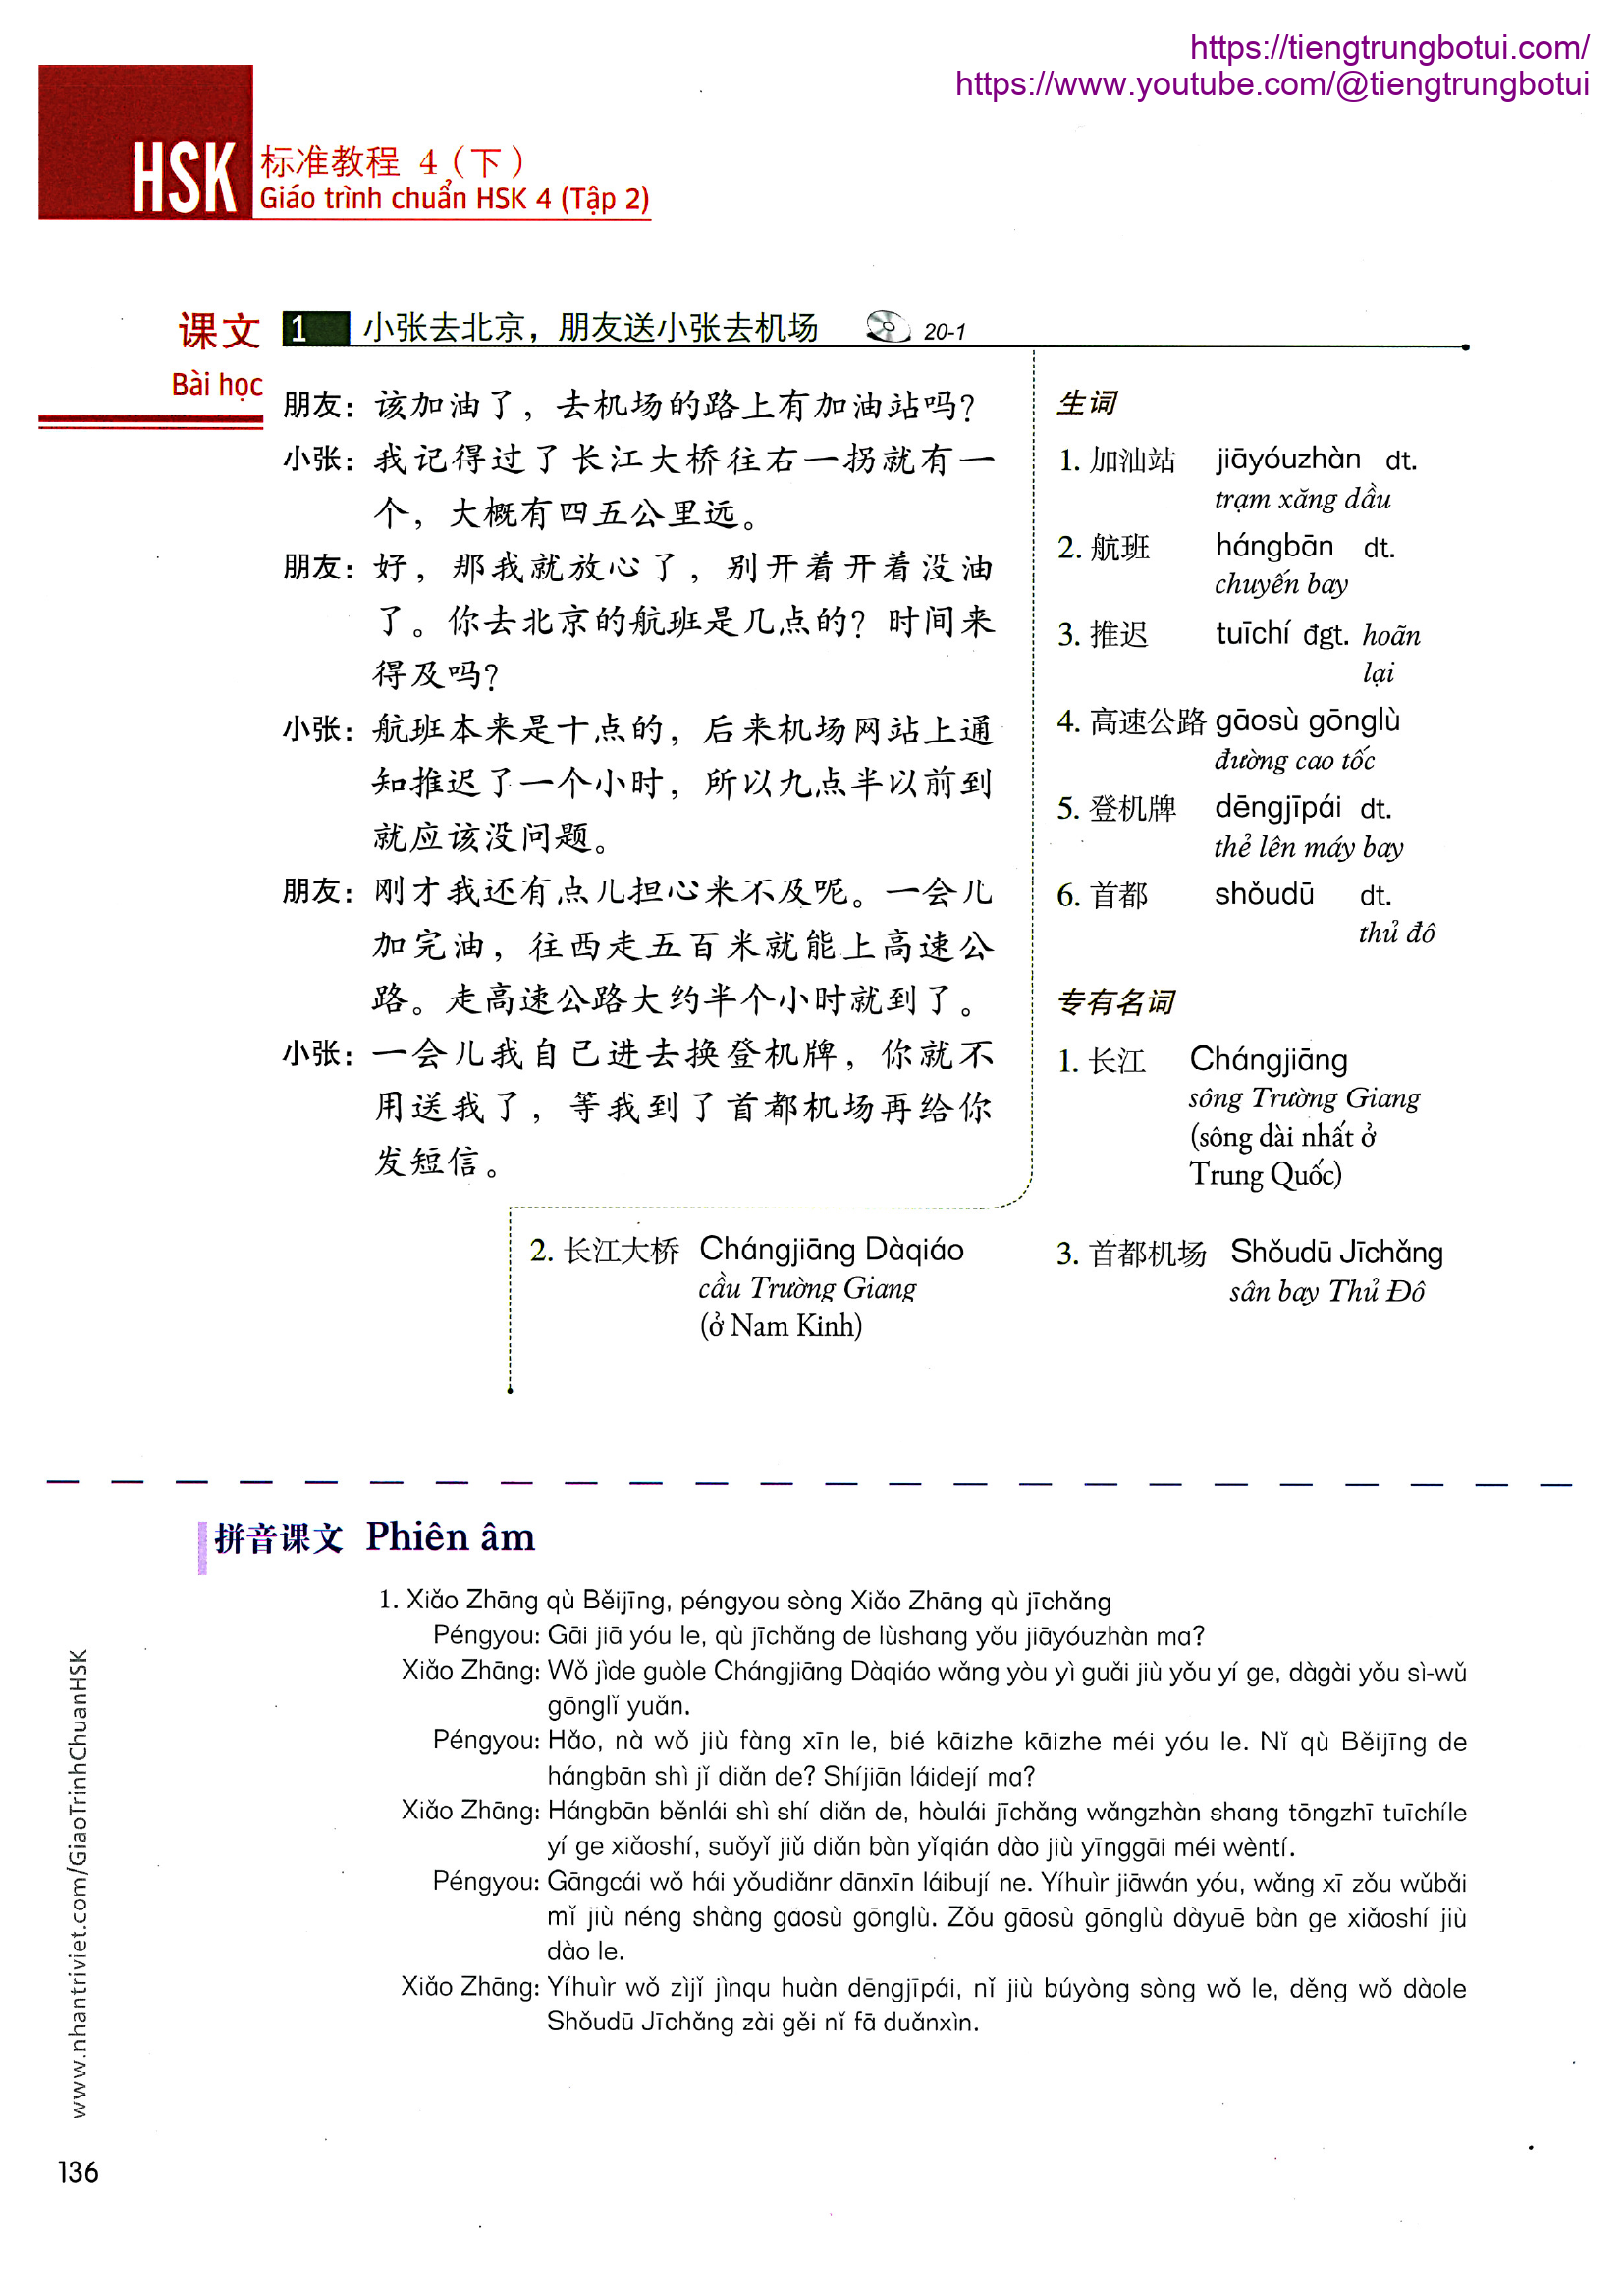 https://tiengtrungbotui.com/
https://www.youtube.com/@tiengtrungbotui
HSK 标准教程 4（下）
Giáo trình chuẩn HSK 4 (Tập 2)
课文 1 小张去北京，朋友送小张去机场 20-1
Bài học
朋友：该加油了，去机场的路上有加油站吗？
小张：我记得过了长江大桥往右一拐就有一
个，大概有四五公里远。
朋友：好，那我就放心了，别开着开着没油
了。你去北京的航班是几点的？时间来
得及吗？
小张：航班本来是十点的，后来机场网站上通
知推迟了一个小时，所以九点半以前到
就应该没问题。
朋友：刚才我还有点儿担心来不及呢。一会儿
加完油，往西走五百米就能上高速公
路。走高速公路大约半个小时就到了。
小张：一会儿我自己进去换登机牌，你就不
用送我了，等我到了首都机场再给你
发短信。
生词
1. 加油站 jiāyóuzhàn dt.
trạm xăng dầu
2. 航班 hángbān dt.
chuyến bay
3. 推迟 tuīchí đgt. hoãn
lại
4. 高速公路 gāosù gōnglù
đường cao tốc
5. 登机牌 dēngjīpái dt.
thẻ lên máy bay
6. 首都 shǒudū dt.
thủ đô
专有名词
1. 长江 Chángjiāng
sông Trường Giang
(sông dài nhất ở
Trung Quốc)
2. 长江大桥 Chángjiāng Dàqiáo
cầu Trường Giang
(ở Nam Kinh)
3. 首都机场 Shǒudū Jīchǎng
sân bay Thủ Đô
拼音课文 Phiên âm
1. Xiǎo Zhāng qù Běijīng, péngyou sòng Xiǎo Zhāng qù jīchǎng
Péngyou: Gāi jiā yóu le, qù jīchǎng de lùshang yǒu jiāyóuzhàn ma?
Xiǎo Zhāng: Wǒ jìde guòle Chángjiāng Dàqiáo wǎng yòu yì guǎi jiù yǒu yí ge, dàgài yǒu sì-wǔ
gōnglǐ yuǎn.
Péngyou: Hǎo, nà wǒ jiù fàng xīn le, bié kāizhe kāizhe méi yóu le. Nǐ qù Běijīng de
hángbān shì jǐ diǎn de? Shíjiān láidejí ma?
Xiǎo Zhāng: Hángbān běnlái shì shí diǎn de, hòulái jīchǎng wǎngzhàn shang tōngzhī tuīchíle
yí ge xiǎoshí, suǒyǐ jiǔ diǎn bàn yǐqián dào jiù yīnggāi méi wèntí.
Péngyou: Gāngcái wǒ hái yǒudiǎnr dānxīn láibují ne. Yíhuìr jiāwán yóu, wǎng xī zǒu wǔbǎi
mǐ jiù néng shàng gāosù gōnglù. Zǒu gāosù gōnglù dàyuē bàn ge xiǎoshí jiù
dào le.
Xiǎo Zhāng: Yíhuìr wǒ zìjǐ jìnqu huàn dēngjīpái, nǐ jiù búyòng sòng wǒ le, děng wǒ dàole
Shǒudū Jīchǎng zài gěi nǐ fā duǎnxìn.
www.nhantriviet.com/GiaoTrinhChuanHSK
136